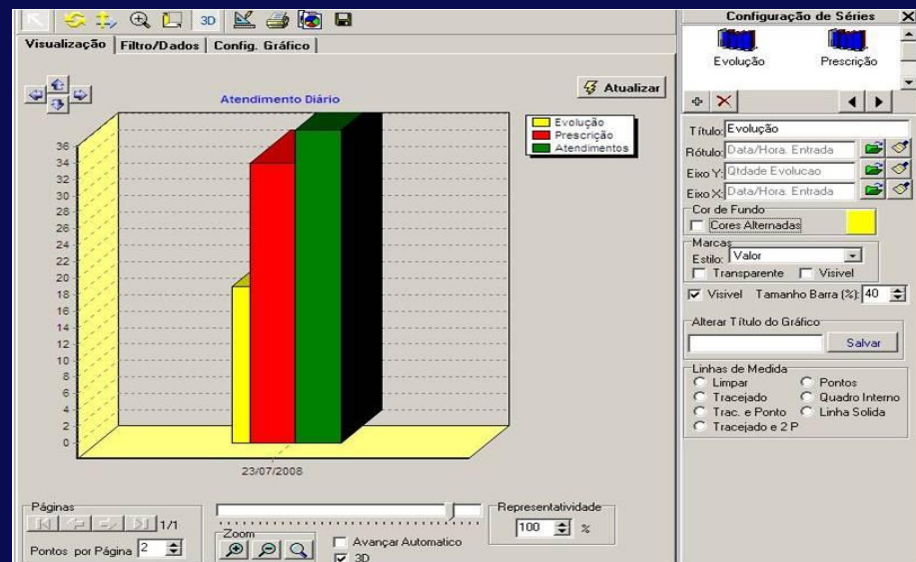 3D
Visualização Filtro/Dados Config. Gráfico
Atualizar
Atendimento Diário
Evolução
Prescrição
Atendimentos
36
34
32
30
28
26
24
22
20
18
16
14
12
10
8
6
4
2
0
23/07/2008
Páginas
1/1
Pontos por Página 2
Zoom
Avançar Automatico
3D
Representatividade
100 %
Configuração de Séries
Evolução Prescrição
Título: Evolução
Rótulo: Data/Hora. Entrada
Eixo Y: Qtdade Evolucao
Eixo X: Data/Hora. Entrada
Cor de Fundo
Cores Alternadas
Marcas
Estilo: Valor
Transparente Visivel
Visivel Tamanho Barra (%): 40
Alterar Título do Gráfico
Salvar
Linhas de Medida
Limpar Pontos
Tracejado Quadro Interno
Trac. e Ponto Linha Solida
Tracejado e 2 P